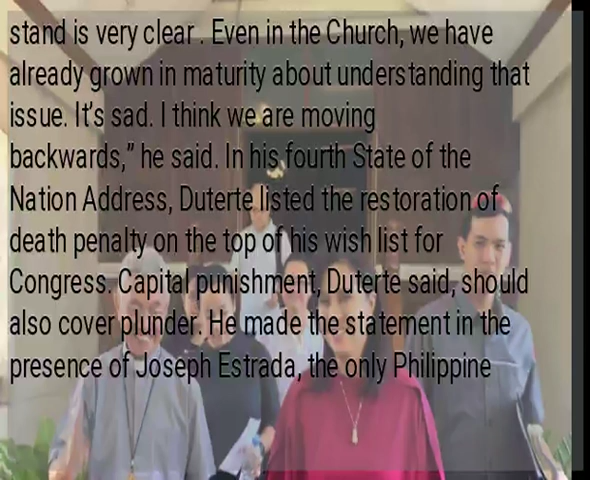 stand is very clear . Even in the Church, we have
already grown in maturity about understanding that
issue. It’s sad. I think we are moving
backwards,” he said. In his fourth State of the
Nation Address, Duterte listed the restoration of
death penalty on the top of his wish list for
Congress. Capital punishment, Duterte said, should
also cover plunder. He made the statement in the
presence of Joseph Estrada, the only Philippine